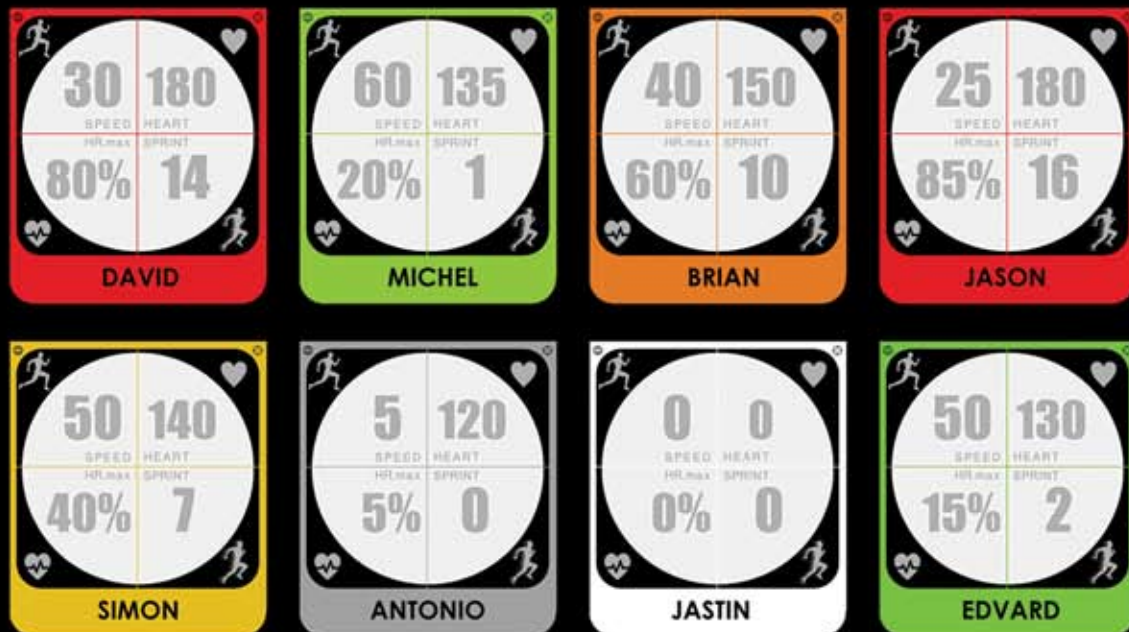 30 180
SPEED HEART
HR.max SPRINT
80% 14
DAVID
60 135
SPEED HEART
HR.max SPRINT
20% 1
MICHEL
40 150
SPEED HEART
HR.max SPRINT
60% 10
BRIAN
25 180
SPEED HEART
HR.max SPRINT
85% 16
JASON
50 140
SPEED HEART
HR.max SPRINT
40% 7
SIMON
5 120
SPEED HEART
HR.max SPRINT
5% 0
ANTONIO
0 0
SPEED HEART
HR.max SPRINT
0% 0
JASTIN
50 130
SPEED HEART
HR.max SPRINT
15% 2
EDVARD